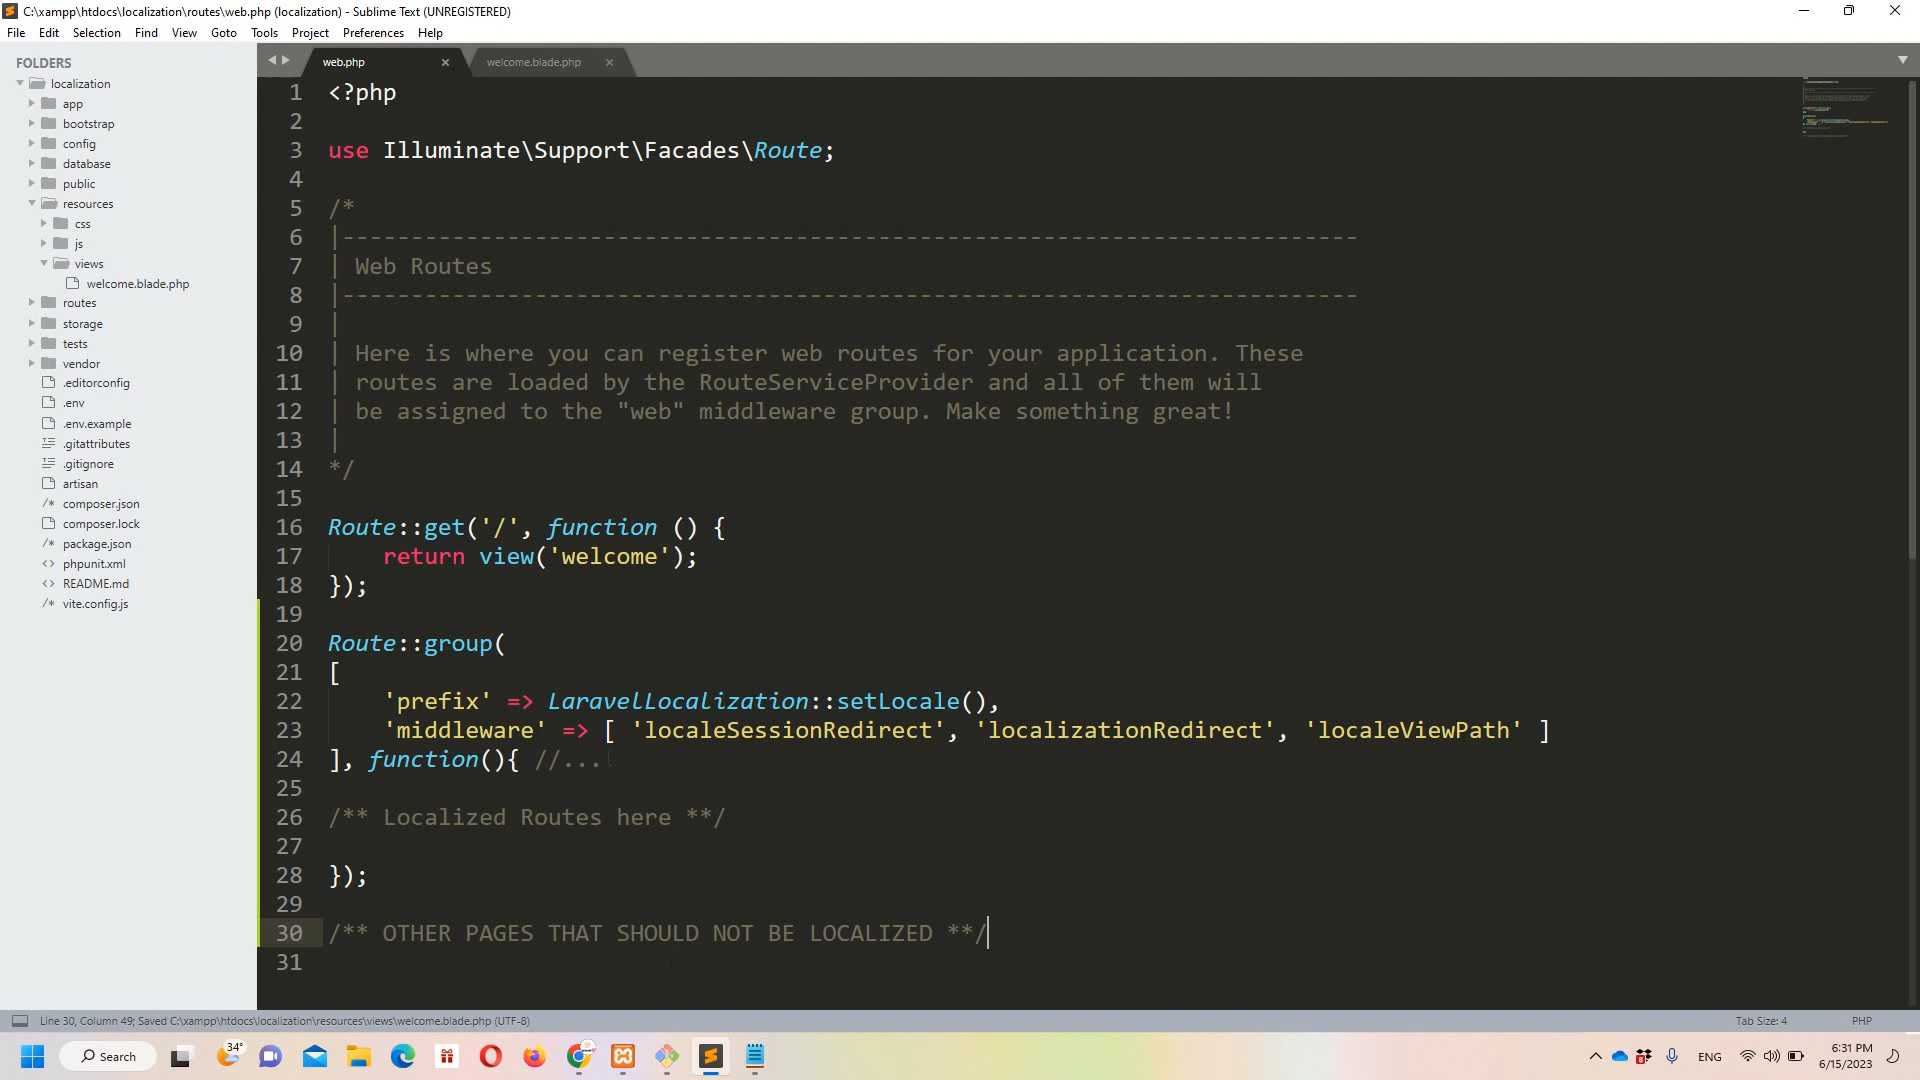 C:\xampp\htdocs\localization\routes\web.php (localization) - Sublime Text (UNREGISTERED)
File Edit Selection Find View Goto Tools Project Preferences Help
FOLDERS
localization
app
bootstrap
config
database
public
resources
css
js
views
welcome.blade.php
routes
storage
tests
vendor
.editorconfig
.env
.env.example
.gitattributes
.gitignore
artisan
composer.json
composer.lock
package.json
phpunit.xml
README.md
vite.config.js
web.php
welcome.blade.php
1 <?php
2
3 use Illuminate\Support\Facades\Route;
4
5 /*
6 |--------------------------------------------------------------------------
7 | Web Routes
8 |--------------------------------------------------------------------------
9 |
10 | Here is where you can register web routes for your application. These
11 | routes are loaded by the RouteServiceProvider and all of them will
12 | be assigned to the "web" middleware group. Make something great!
13 |
14 */
15
16 Route::get('/', function () {
17     return view('welcome');
18 });
19
20 Route::group(
21 [
22     'prefix' => LaravelLocalization::setLocale(),
23     'middleware' => [ 'localeSessionRedirect', 'localizationRedirect', 'localeViewPath' ]
24 ], function(){ //...
25
26 /** Localized Routes here **/
27
28 });
29
30 /** OTHER PAGES THAT SHOULD NOT BE LOCALIZED **/
31
Line 30, Column 49; Saved C:\xampp\htdocs\localization\resources\views\welcome.blade.php (UTF-8)
Tab Size: 4
PHP
Search
34°
ENG
6:31 PM
6/15/2023